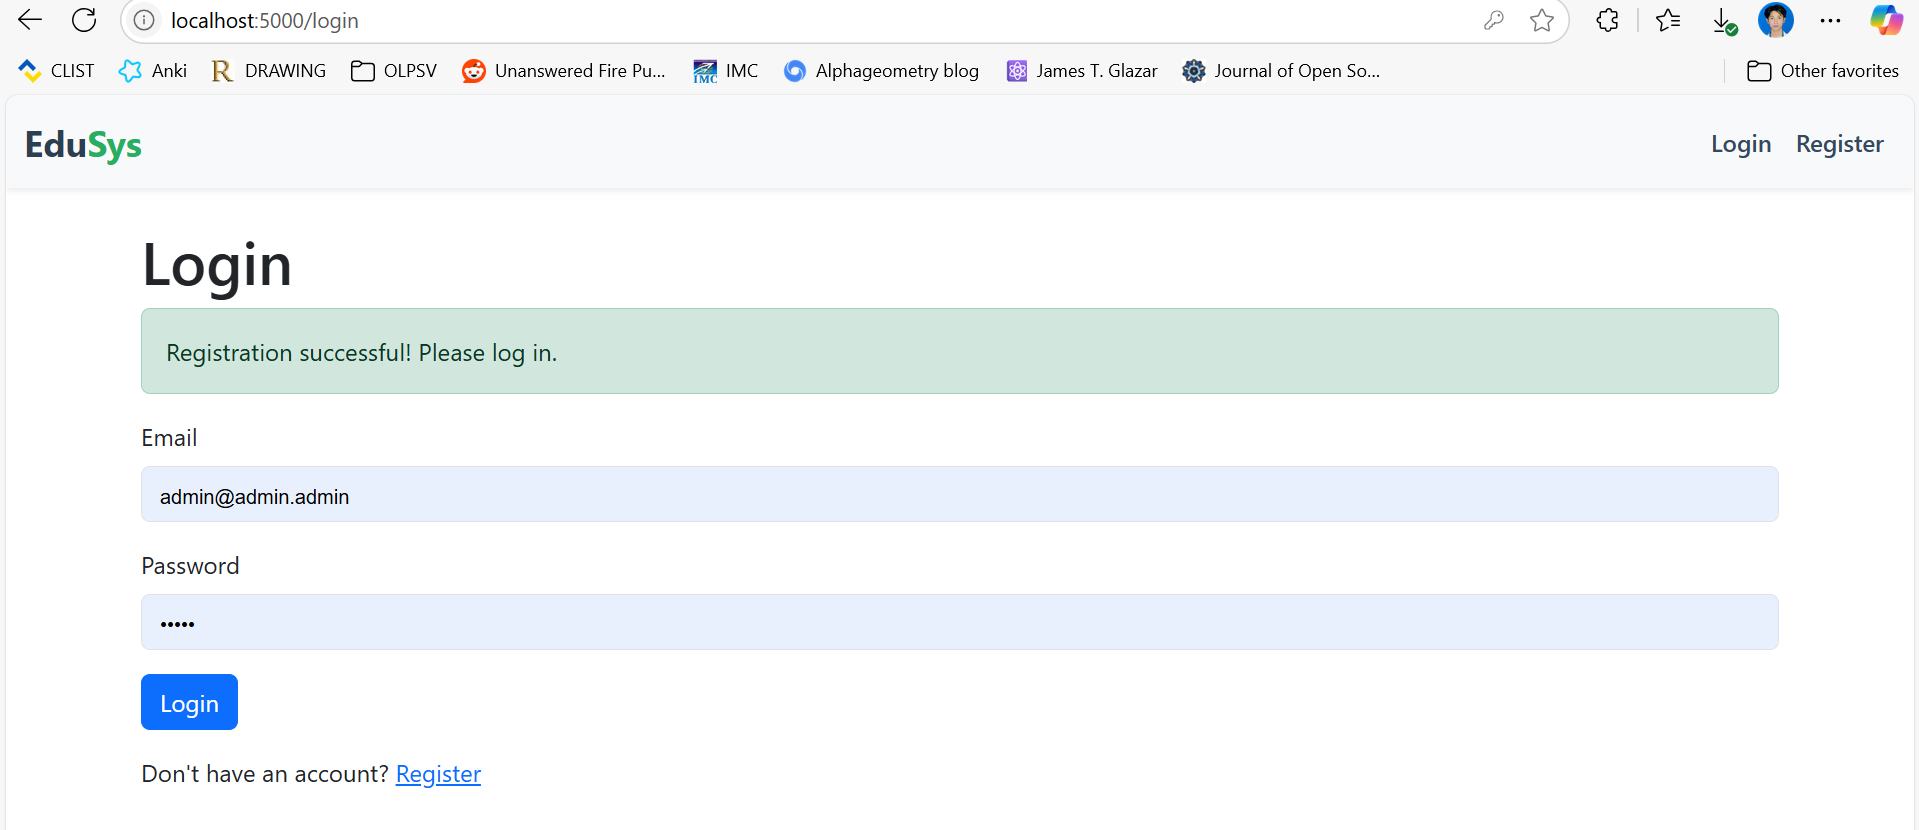 localhost:5000/login
CLIST Anki DRAWING OLPSV Unanswered Fire Pu... IMC Alphageometry blog James T. Glazar Journal of Open So... Other favorites
EduSys Login Register
Login
Registration successful! Please log in.
Email
admin@admin.admin
Password
•••••
Login
Don't have an account? Register